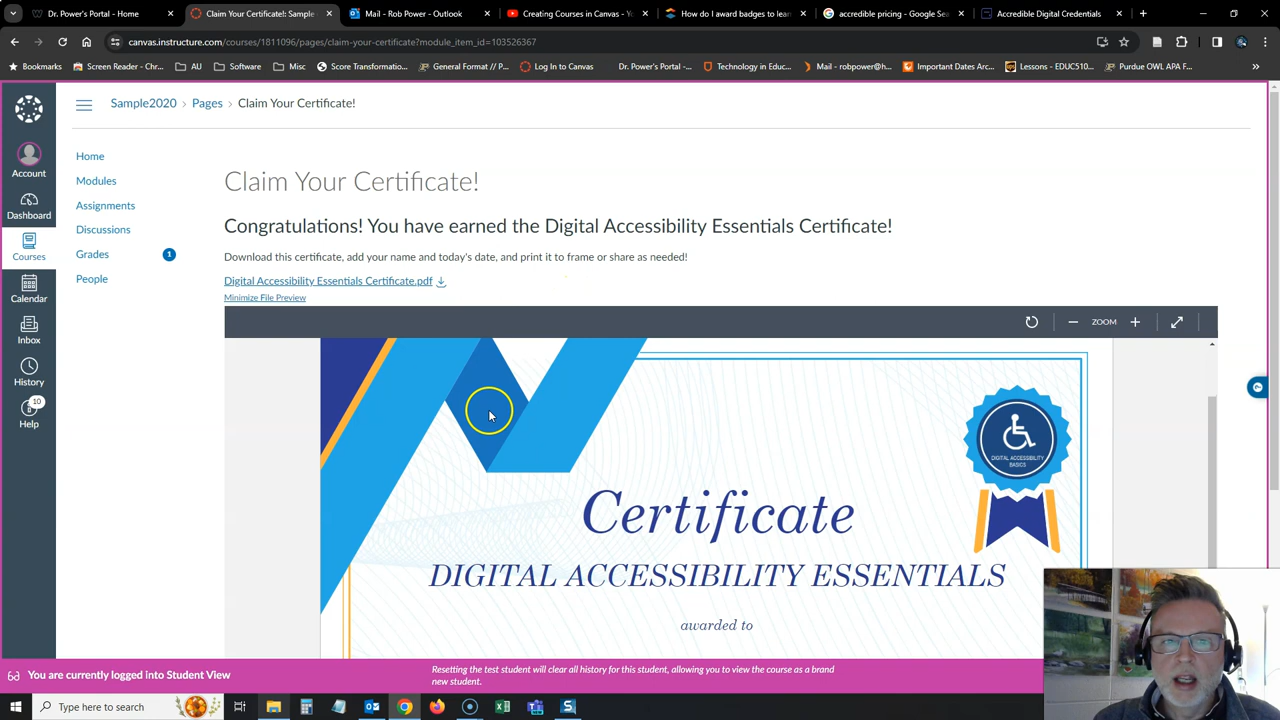 Dr. Power's Portal - Home
Claim Your Certificate!: Sample
Mail - Rob Power - Outlook
Creating Courses in Canvas - Yo
How do I award badges to lear
accredible pricing - Google Sea
Accredible Digital Credentials
canvas.instructure.com/courses/1811096/pages/claim-your-certificate?module_item_id=103526367
Bookmarks
Screen Reader - Chr...
AU
Software
Misc
Score Transformatio...
General Format // P...
Log In to Canvas
Dr. Power's Portal -...
Technology in Educ...
Mail - robpower@h...
Important Dates Arc...
Lessons - EDUC510...
Purdue OWL APA F...
Sample2020 > Pages > Claim Your Certificate!
Account
Dashboard
Courses
Calendar
Inbox
History
10
Help
Home
Modules
Assignments
Discussions
Grades 1
People
Claim Your Certificate!
Congratulations! You have earned the Digital Accessibility Essentials Certificate!
Download this certificate, add your name and today's date, and print it to frame or share as needed!
Digital Accessibility Essentials Certificate.pdf
Minimize File Preview
ZOOM
DIGITAL ACCESSIBILITY
BASICS
Certificate
DIGITAL ACCESSIBILITY ESSENTIALS
awarded to
You are currently logged into Student View
Resetting the test student will clear all history for this student, allowing you to view the course as a brand
new student.
Type here to search